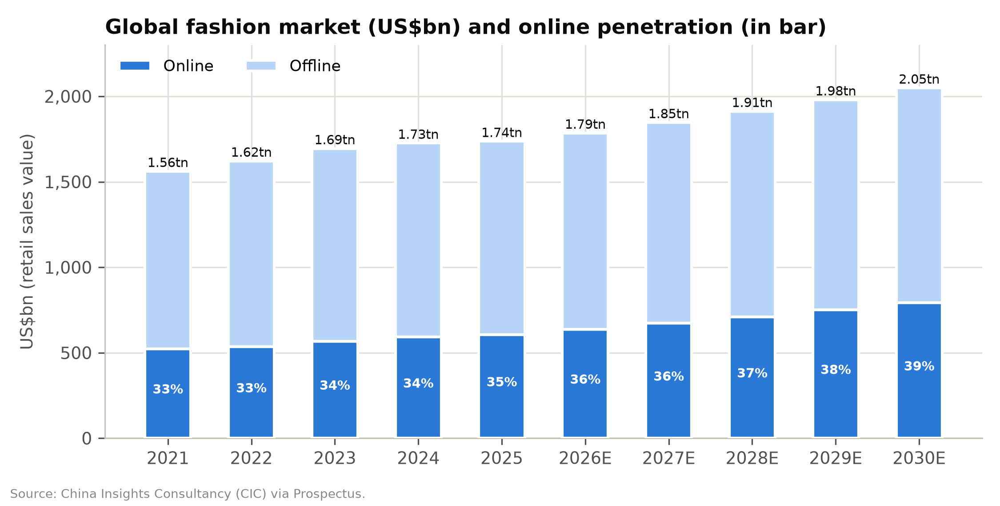 Global fashion market (US$bn) and online penetration (in bar)
Online Offline
US$bn (retail sales value)
2,000
1,500
1,000
500
0
1.56tn 1.62tn 1.69tn 1.73tn 1.74tn 1.79tn 1.85tn 1.91tn 1.98tn 2.05tn
33% 33% 34% 34% 35% 36% 36% 37% 38% 39%
2021 2022 2023 2024 2025 2026E 2027E 2028E 2029E 2030E
Source: China Insights Consultancy (CIC) via Prospectus.